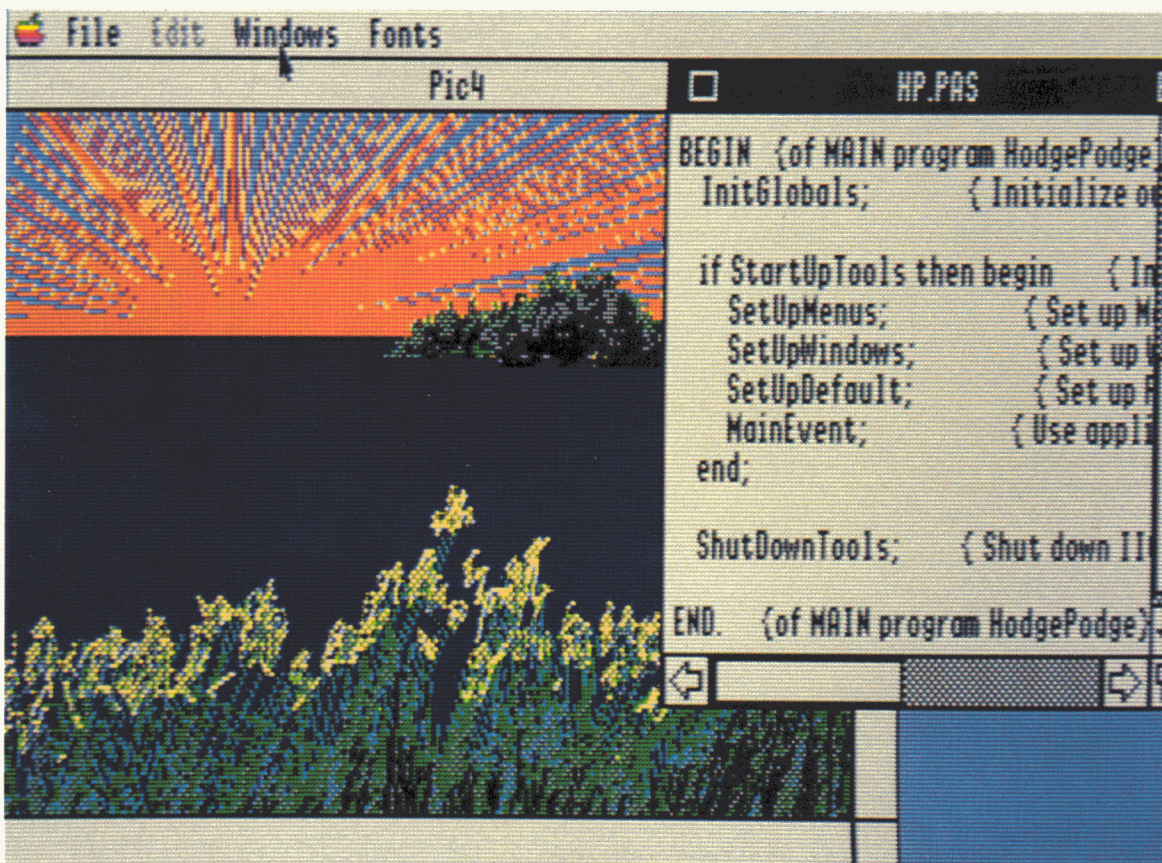 File Edit Windows Fonts
Pic4
HP.PAS
BEGIN {of MAIN program HodgePodge}
InitGlobals; { Initialize
if StartUpTools then begin {
SetUpMenus; { Set up
SetUpWindows; { Set up
SetUpDefault; { Set up
MainEvent; { Use
end;
ShutDownTools; { Shut down
END. {of MAIN program HodgePodge}